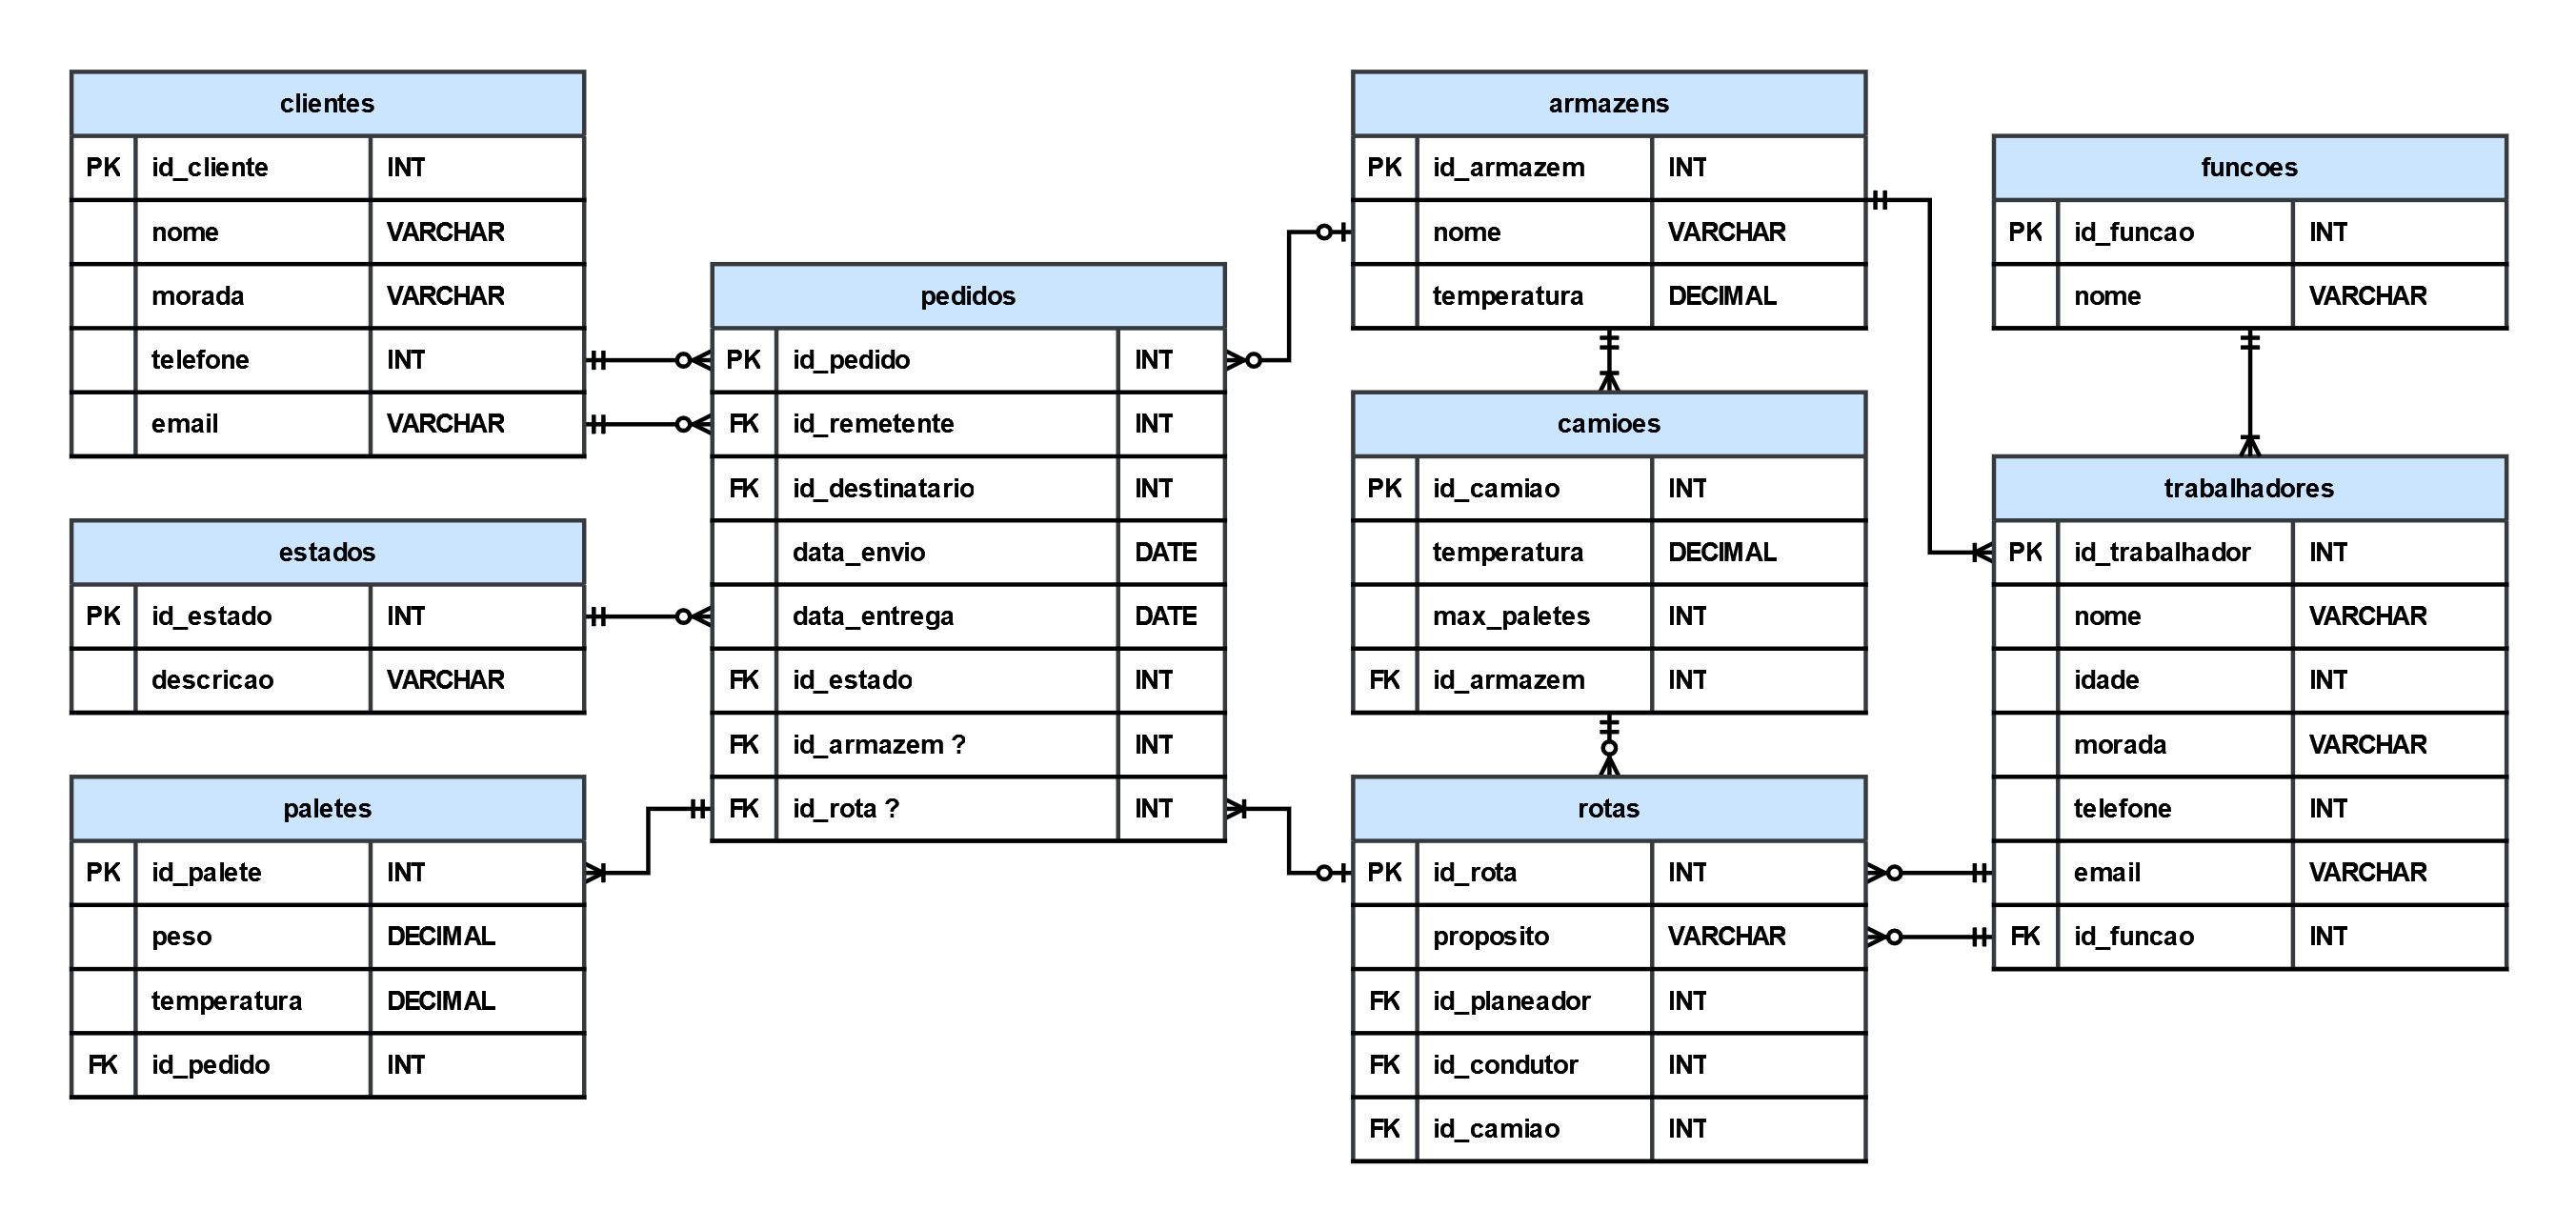 clientes
PK id_cliente INT
nome VARCHAR
morada VARCHAR
telefone INT
email VARCHAR
estados
PK id_estado INT
descricao VARCHAR
paletes
PK id_palete INT
peso DECIMAL
temperatura DECIMAL
FK id_pedido INT
pedidos
PK id_pedido INT
FK id_remetente INT
FK id_destinatario INT
data_envio DATE
data_entrega DATE
FK id_estado INT
FK id_armazem ? INT
FK id_rota ? INT
armazens
PK id_armazem INT
nome VARCHAR
temperatura DECIMAL
camioes
PK id_camiao INT
temperatura DECIMAL
max_paletes INT
FK id_armazem INT
rotas
PK id_rota INT
proposito VARCHAR
FK id_planeador INT
FK id_condutor INT
FK id_camiao INT
funcoes
PK id_funcao INT
nome VARCHAR
trabalhadores
PK id_trabalhador INT
nome VARCHAR
idade INT
morada VARCHAR
telefone INT
email VARCHAR
FK id_funcao INT